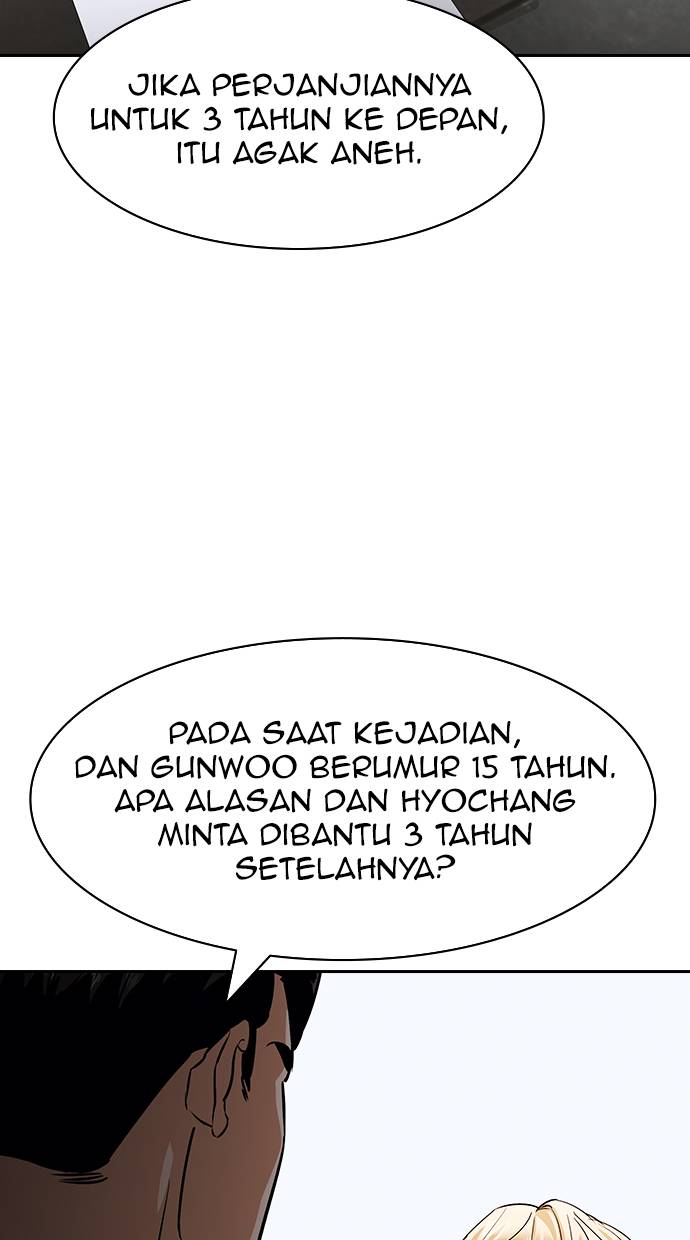 JIKA PERJANJIANNYA
UNTUK 3 TAHUN KE DEPAN,
ITU AGAK ANEH.
PADA SAAT KEJADIAN,
DAN GUNWOO BERUMUR 15 TAHUN.
APA ALASAN DAN HYOCHANG
MINTA DIBANTU 3 TAHUN
SETELAHNYA?